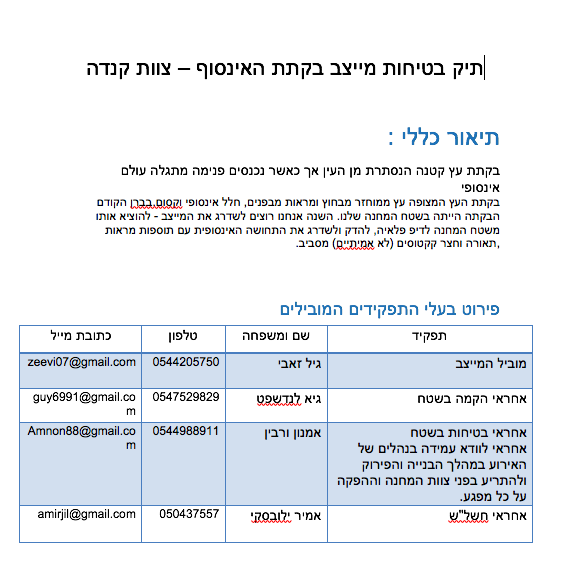 תיק בטיחות מייצב בקתת האינסוף – צוות קנדה
תיאור כללי :
בקתת עץ קטנה הנסתרת מן העין אך כאשר נכנסים פנימה מתגלה עולם
אינסופי
בקתת העץ המצופה עץ ממוחזר מבחוץ ומראות מבפנים, חלל אינסופי וקסום.בברן הקודם
הבקתה הייתה בשטח המחנה שלנו. השנה אנחנו רוצים לשדרג את המייצב - להוציא אותו
משטח המחנה לדיפ פלאיה, להדק ולשדרג את התחושה האינסופית עם תוספות מראות
,תאורה וחצר קקטוסים (לא אמיתיים) מסביב.
פירוט בעלי התפקידים המובילים
תפקיד שם ומשפחה טלפון כתובת מייל
מוביל המייצב גיל זאבי 0544205750 zeevi07@gmail.com
אחראי הקמה בשטח גיא לנדשפט 0547529829 guy6991@gmail.co
m
אחראי בטיחות בשטח אמנון ורבין 0544988911 Amnon88@gmail.co
אחראי לוודא עמידה בנהלים של m
האירוע במהלך הבנייה והפירוק
ולהתריע בפני צוות המחנה וההפקה
על כל מפגע.
אחראי חשל"ש אמיר ילובסקי 050437557 amirjil@gmail.com